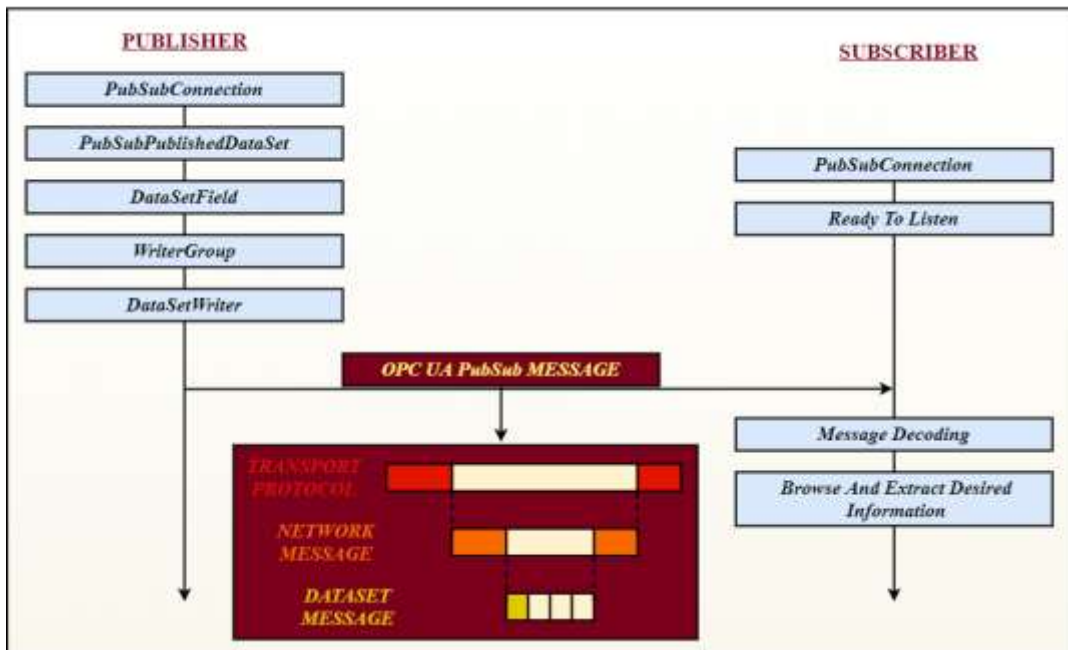 PUBLISHER
SUBSCRIBER
PubSubConnection
PubSubPublishedDataSet
DataSetField
WriterGroup
DataSetWriter
PubSubConnection
Ready To Listen
OPC UA PubSub MESSAGE
Message Decoding
Browse And Extract Desired
Information
TRANSPORT
PROTOCOL
NETWORK
MESSAGE
DATASET
MESSAGE